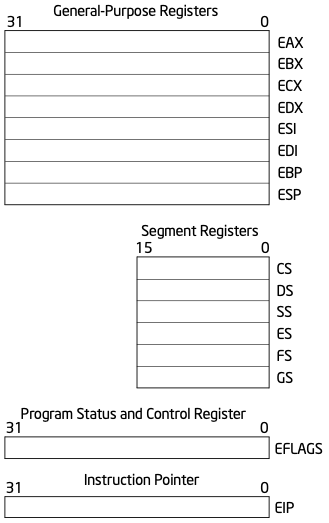 General-Purpose Registers
31 0
EAX
EBX
ECX
EDX
ESI
EDI
EBP
ESP
Segment Registers
15 0
CS
DS
SS
ES
FS
GS
Program Status and Control Register
31 0
EFLAGS
Instruction Pointer
31 0
EIP